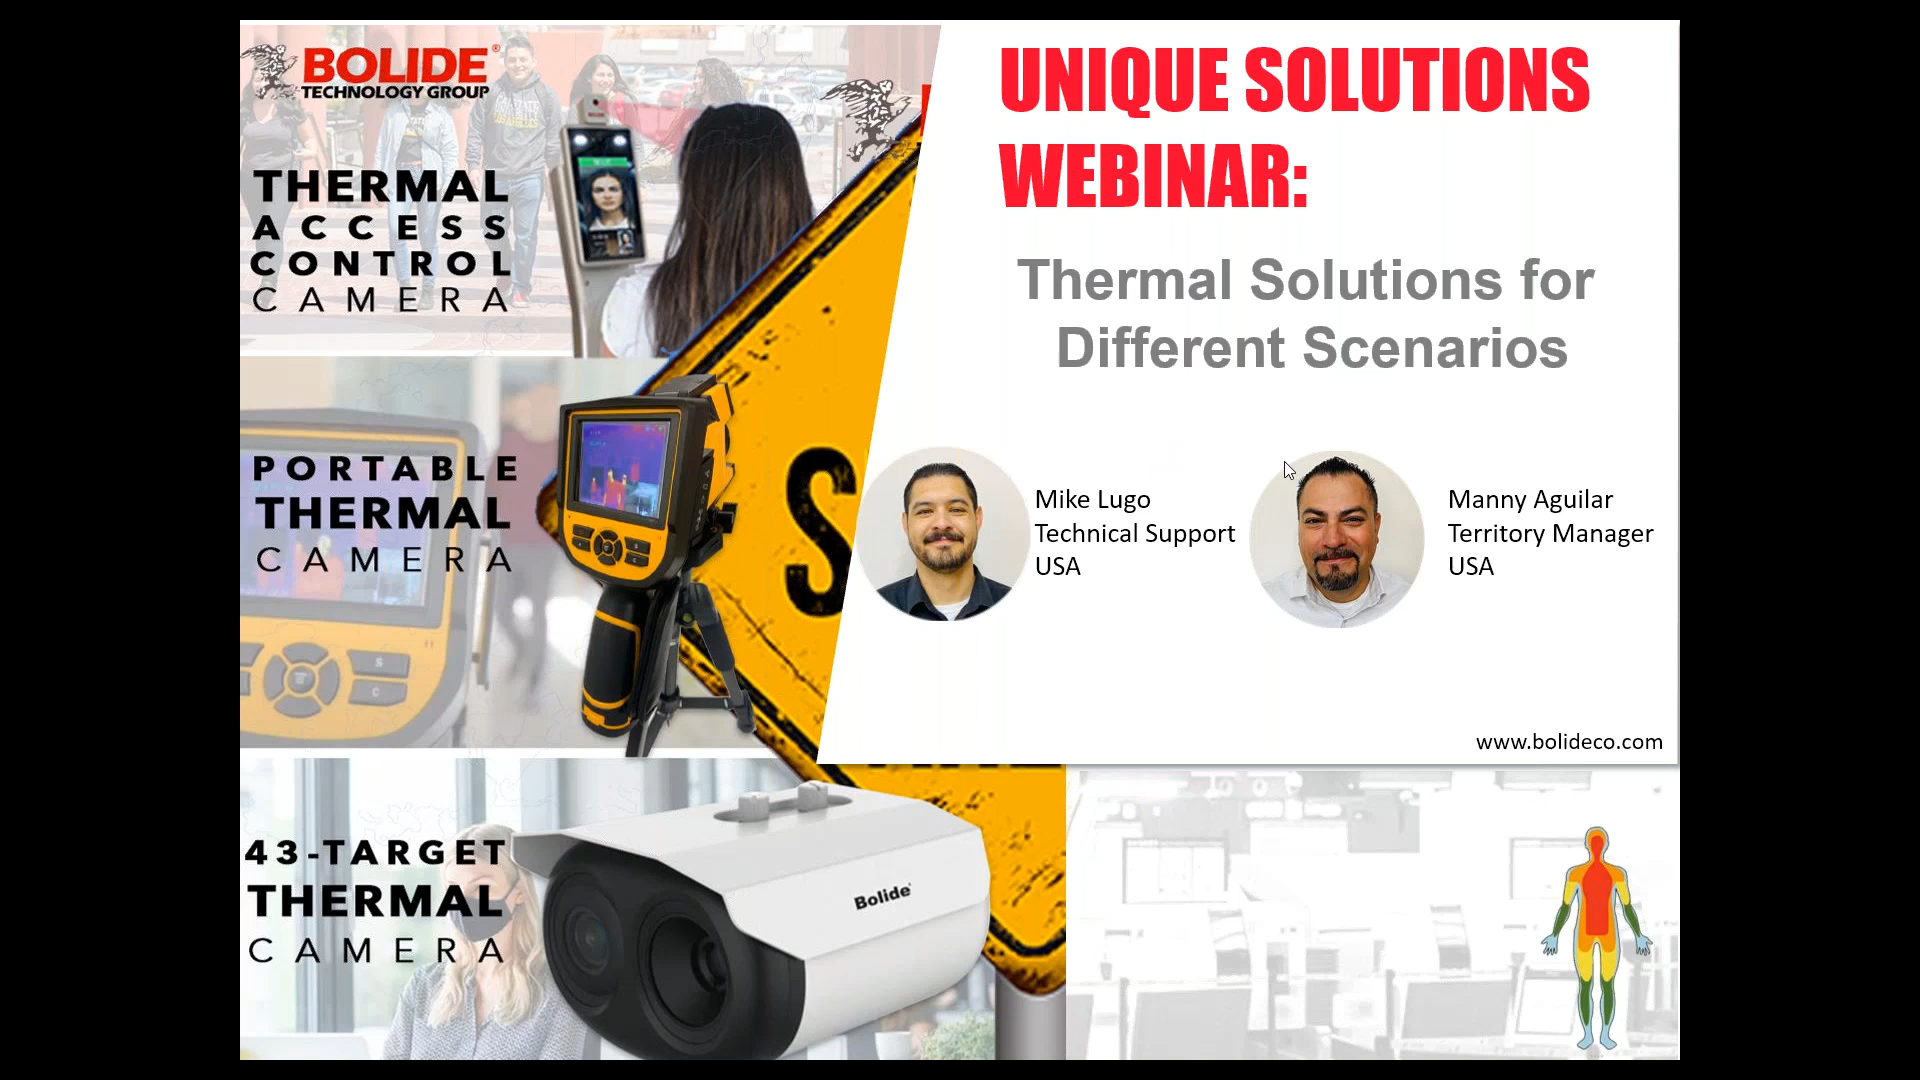 BOLIDE®
TECHNOLOGY GROUP
THERMAL
ACCESS
CONTROL
CAMERA
PORTABLE
THERMAL
CAMERA
S
C
43-TARGET
THERMAL
CAMERA
Bolide
S
UNIQUE SOLUTIONS
WEBINAR:
Thermal Solutions for
Different Scenarios
Mike Lugo
Technical Support
USA
Manny Aguilar
Territory Manager
USA
www.bolideco.com